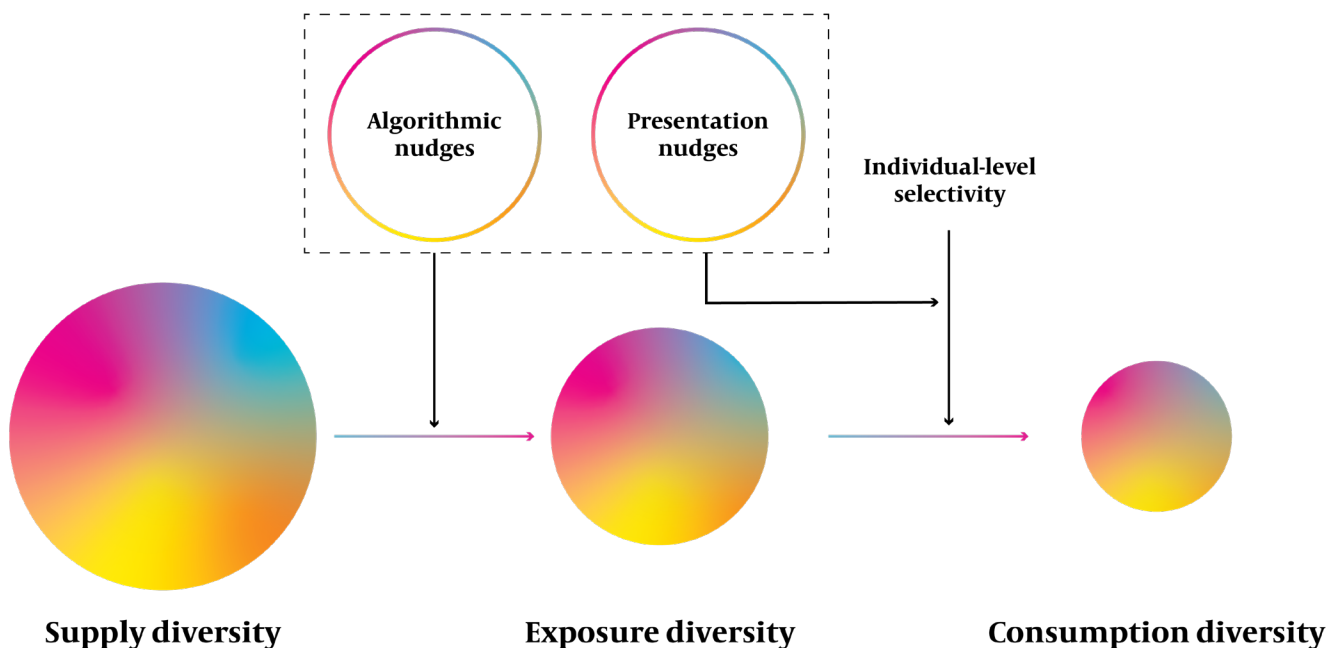 Algorithmic
nudges
Presentation
nudges
Individual-level
selectivity
Supply diversity
Exposure diversity
Consumption diversity